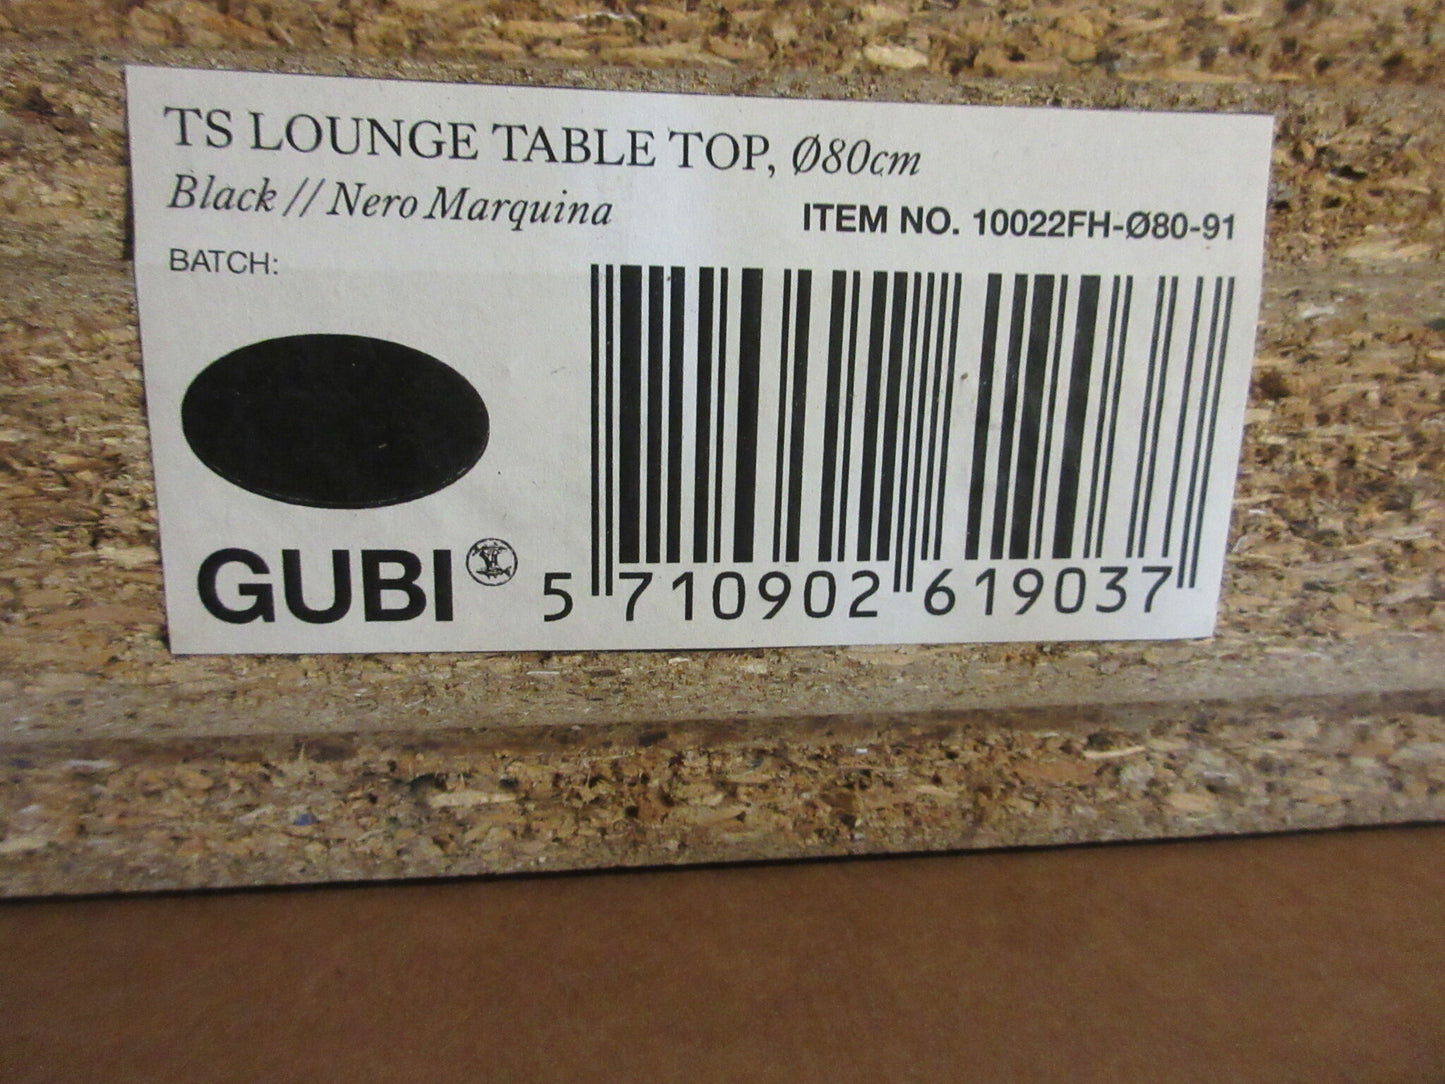 TS LOUNGE TABLE TOP, Ø80cm
Black // Nero Marquina
ITEM NO. 10022FH-Ø80-91
BATCH:
GUBI
5 710902 619037